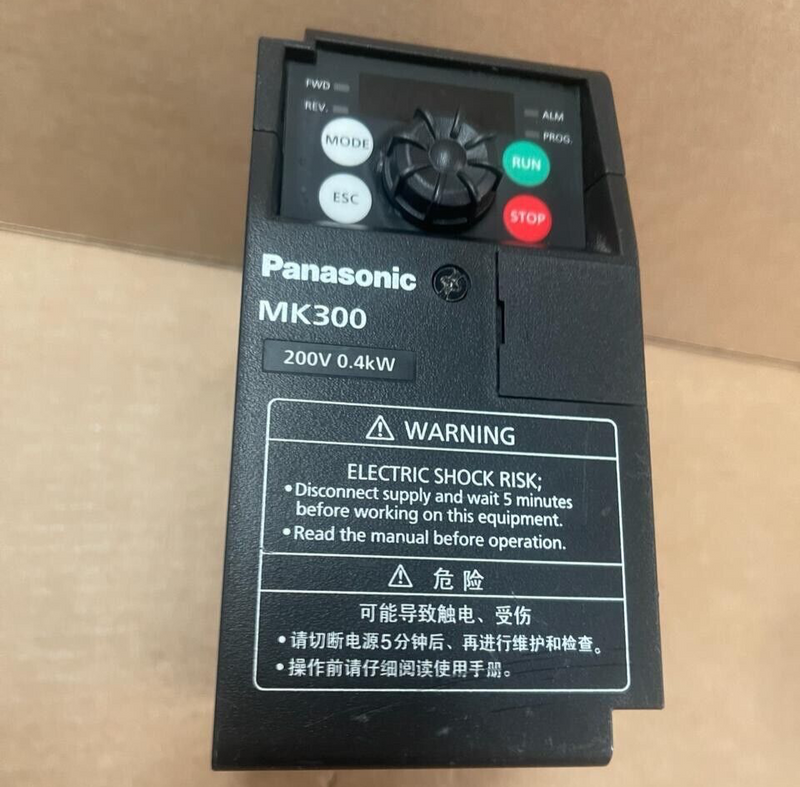 FWD
REV.
ALM
PROG.
MODE
RUN
ESC
STOP
Panasonic
MK300
200V 0.4kW
WARNING
ELECTRIC SHOCK RISK;
•Disconnect supply and wait 5 minutes
before working on this equipment.
•Read the manual before operation.
危险
可能导致触电、受伤
•请切断电源5分钟后、再进行维护和检查。
•操作前请仔细阅读使用手册。